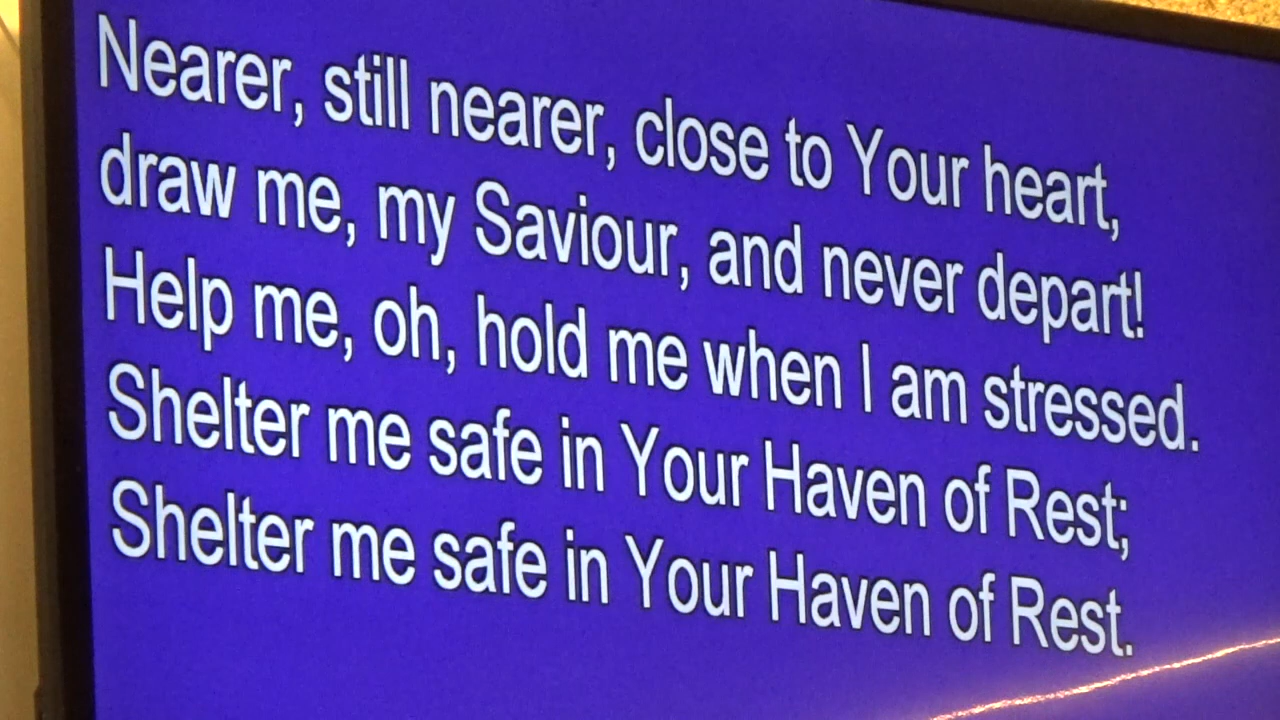 Nearer, still nearer, close to Your heart,
draw me, my Saviour, and never depart!
Help me, oh, hold me when I am stressed.
Shelter me safe in Your Haven of Rest;
Shelter me safe in Your Haven of Rest.